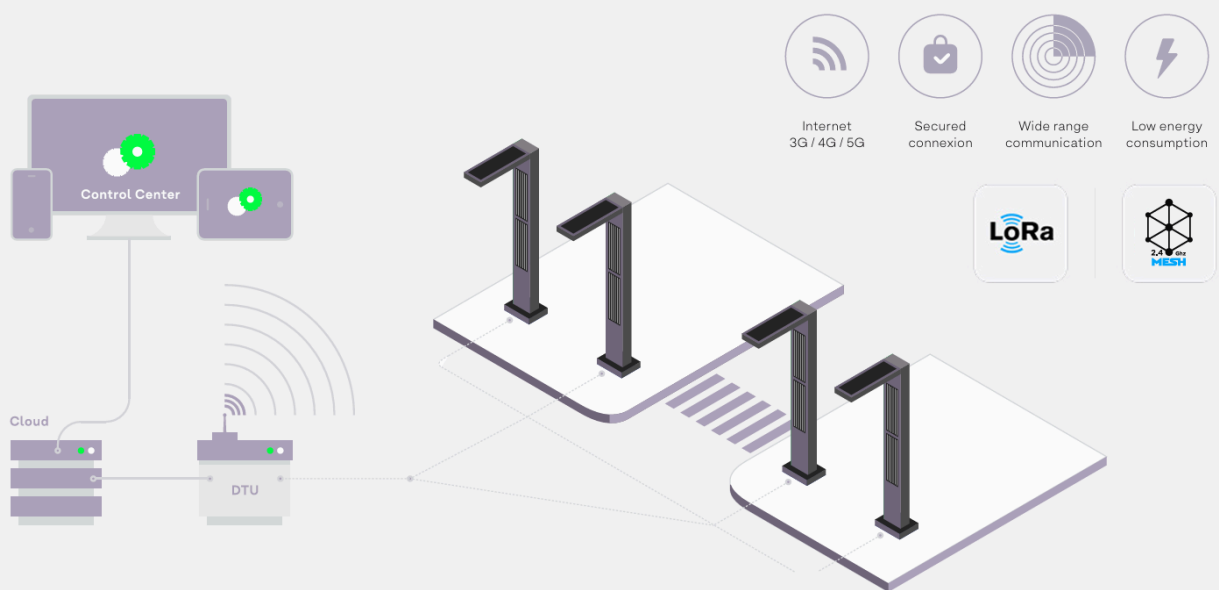 Internet
3G / 4G / 5G
Secured
connexion
Wide range
communication
Low energy
consumption
Control Center
LoRa
2,4 Ghz
MESH
Cloud
DTU